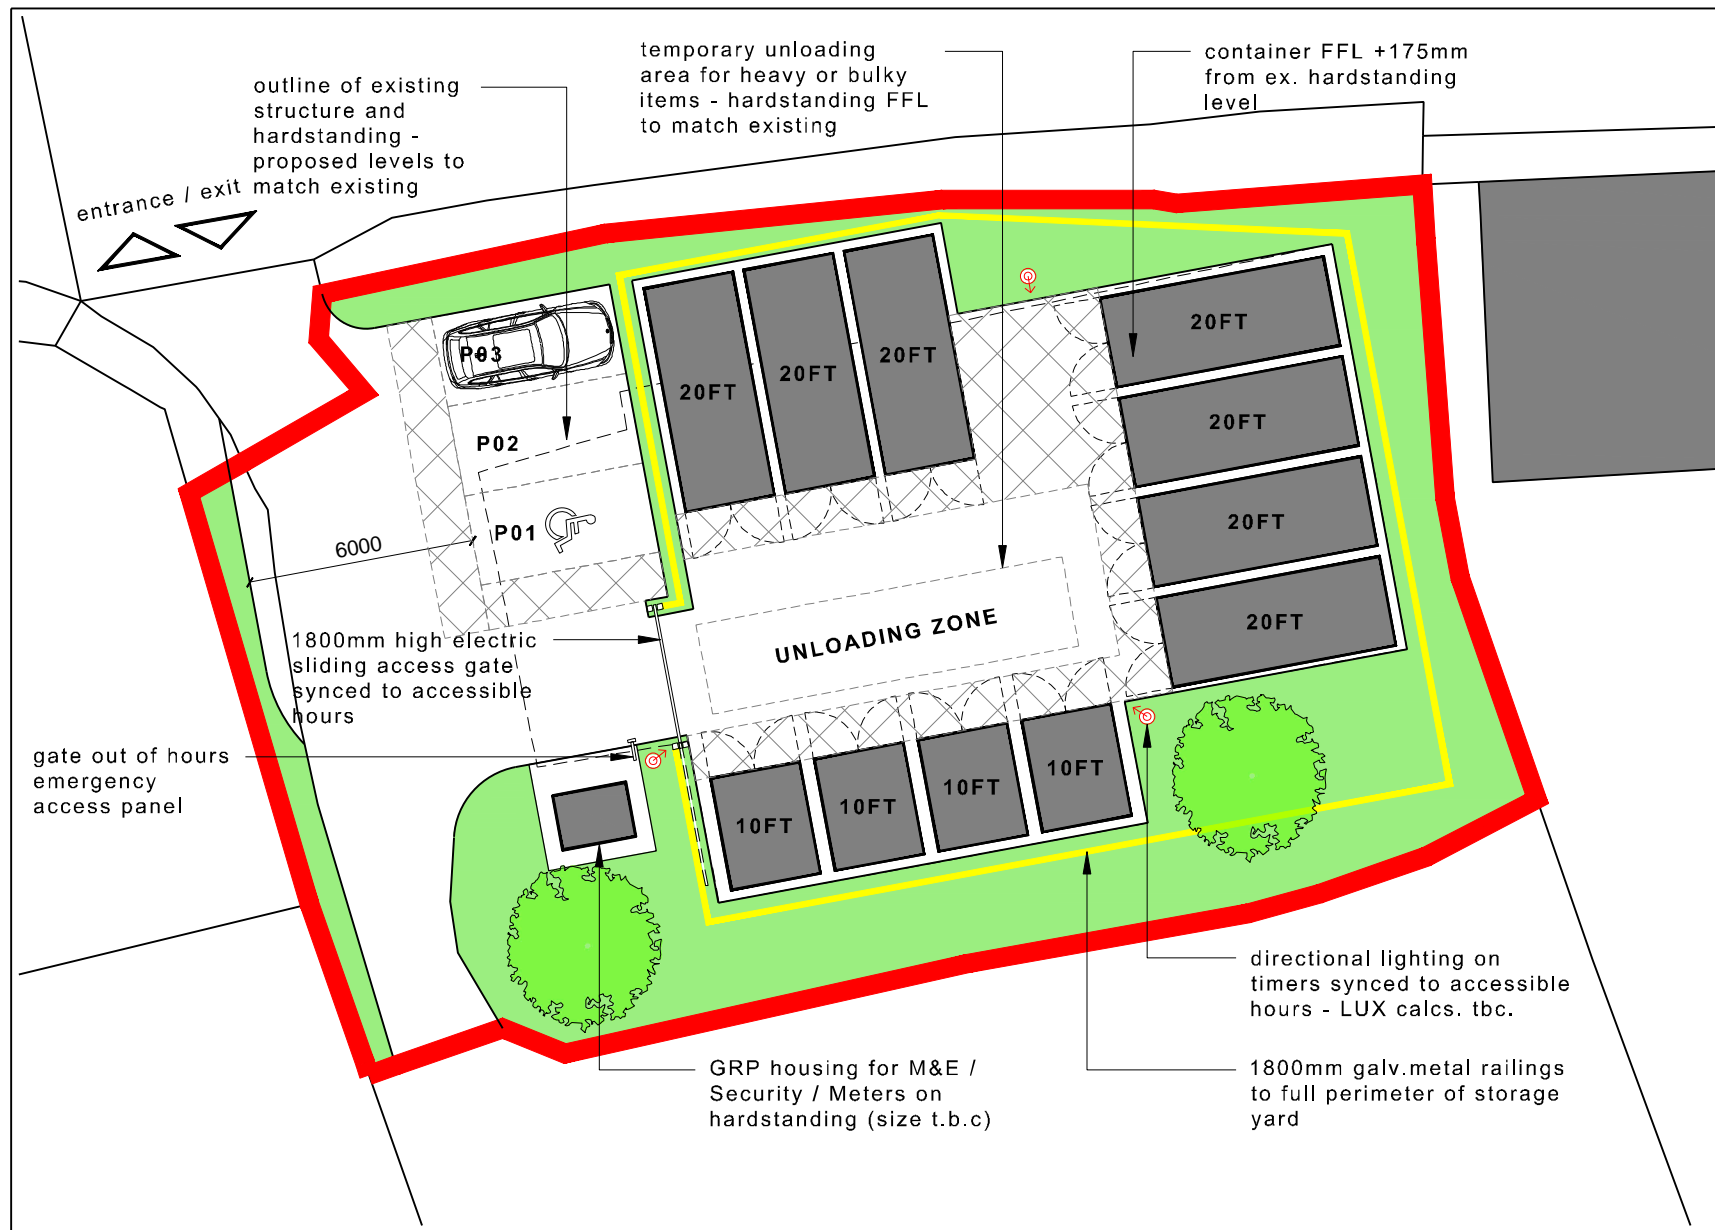 temporary unloading
area for heavy or bulky
items - hardstanding FFL
to match existing
container FFL +175mm
from ex. hardstanding
level
outline of existing
structure and
hardstanding -
proposed levels to
match existing
entrance / exit
P03
P02
P01
6000
20FT
20FT
20FT
20FT
20FT
20FT
20FT
UNLOADING ZONE
1800mm high electric
sliding access gate
synced to accessible
hours
gate out of hours
emergency
access panel
10FT
10FT
10FT
10FT
directional lighting on
timers synced to accessible
hours - LUX calcs. tbc.
GRP housing for M&E /
Security / Meters on
hardstanding (size t.b.c)
1800mm galv.metal railings
to full perimeter of storage
yard